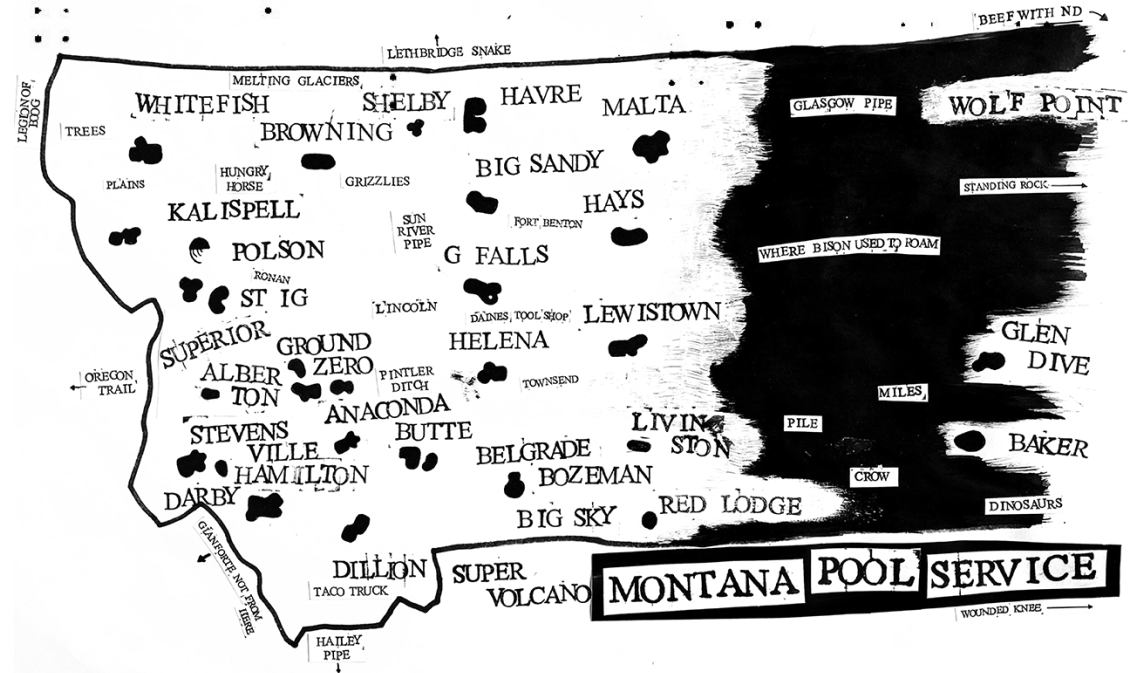 BEEF WITH ND
LETHBRIDGE SNAKE
LEGION OF
BOG
MELTING GLACIERS
WHITEFISH
SHELBY
HAVRE
MALTA
GLASGOW PIPE
WOLF POINT
TREES
BROWNING
BIG SANDY
PLAINS
HUNGRY
HORSE
GRIZZLIES
STANDING ROCK
KALISPELL
SUN
RIVER
PIPE
FORT BENTON
HAYS
POLSON
G FALLS
WHERE BISON USED TO ROAM
RONAN
ST IG
LINCOLN
DAINES TOOL SHOP
LEWISTOWN
SUPERIOR
GROUND
ZERO
HELENA
GLEN
DIVE
OREGON
TRAIL
ALBER
TON
PINTLER
DITCH
TOWNSEND
MILES
ANACONDA
STEVENS
VILLE
BUTTE
LIVIN
STON
PILE
BELGRADE
BAKER
HAMILTON
BOZEMAN
CROW
DARBY
BIG SKY
RED LODGE
DINOSAURS
GIANFORTE NOT FROM
HERE
DILLION
TACO TRUCK
SUPER
VOLCANO
MONTANA POOL SERVICE
WOUNDED KNEE
HAILEY
PIPE